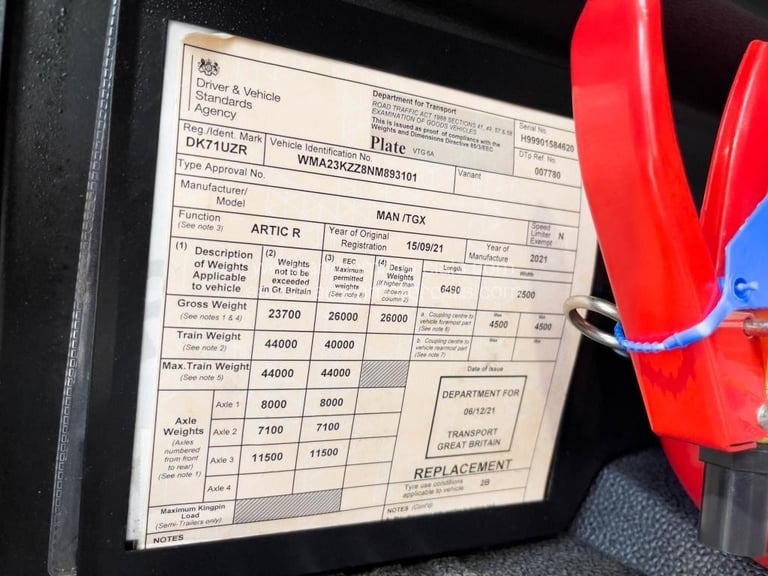 Driver & Vehicle
Standards
Agency
Department for Transport
ROAD TRAFFIC ACT 1988 SECTIONS 41, 49, 57 & 58
EXAMINATION OF GOODS VEHICLES
This is issued as proof of compliance with the
Weights and Dimensions Directive 85/3/EEC
Plate VTG 6A
Serial No.
H99901584620
DTp Ref No.
007780
Reg./Ident. Mark
DK71UZR
Vehicle Identification No.
WMA23KZZ8NM893101
Type Approval No.
Variant
Manufacturer/
Model
MAN /TGX
Function
(See note 3)
ARTIC R
Year of Original
Registration
15/09/21
Year of
Manufacture
2021
Speed
Limiter
Exempt
N
(1) Description
of Weights
Applicable
to vehicle
(2) Weights
not to be
exceeded
in Gt. Britain
(3) EEC
Maximum
permitted
weights
(See note 8)
(4) Design
Weights
(if higher than
shown in
column 2)
Length
6490
Width
2500
Gross Weight
(See notes 1 & 4)
23700 26000 26000
a. Coupling centre to
vehicle foremost part
(See note 6)
Max
4500
Min
4500
Train Weight
(See note 2)
44000 40000
b. Coupling centre to
vehicle rearmost part
(See note 7)
Max Min
Max.Train Weight
(See note 5)
44000 44000
Axle
Weights
(Axles
numbered
from front
to rear)
(See note 1)
Axle 1 8000 8000
Axle 2 7100 7100
Axle 3 11500 11500
Axle 4
Maximum Kingpin
Load
(Semi-Trailers only)
Date of Issue
DEPARTMENT FOR
06/12/21
TRANSPORT
GREAT BRITAIN
REPLACEMENT
Tyre use conditions
applicable to vehicle
2B
NOTES
NOTES (Cont'd)